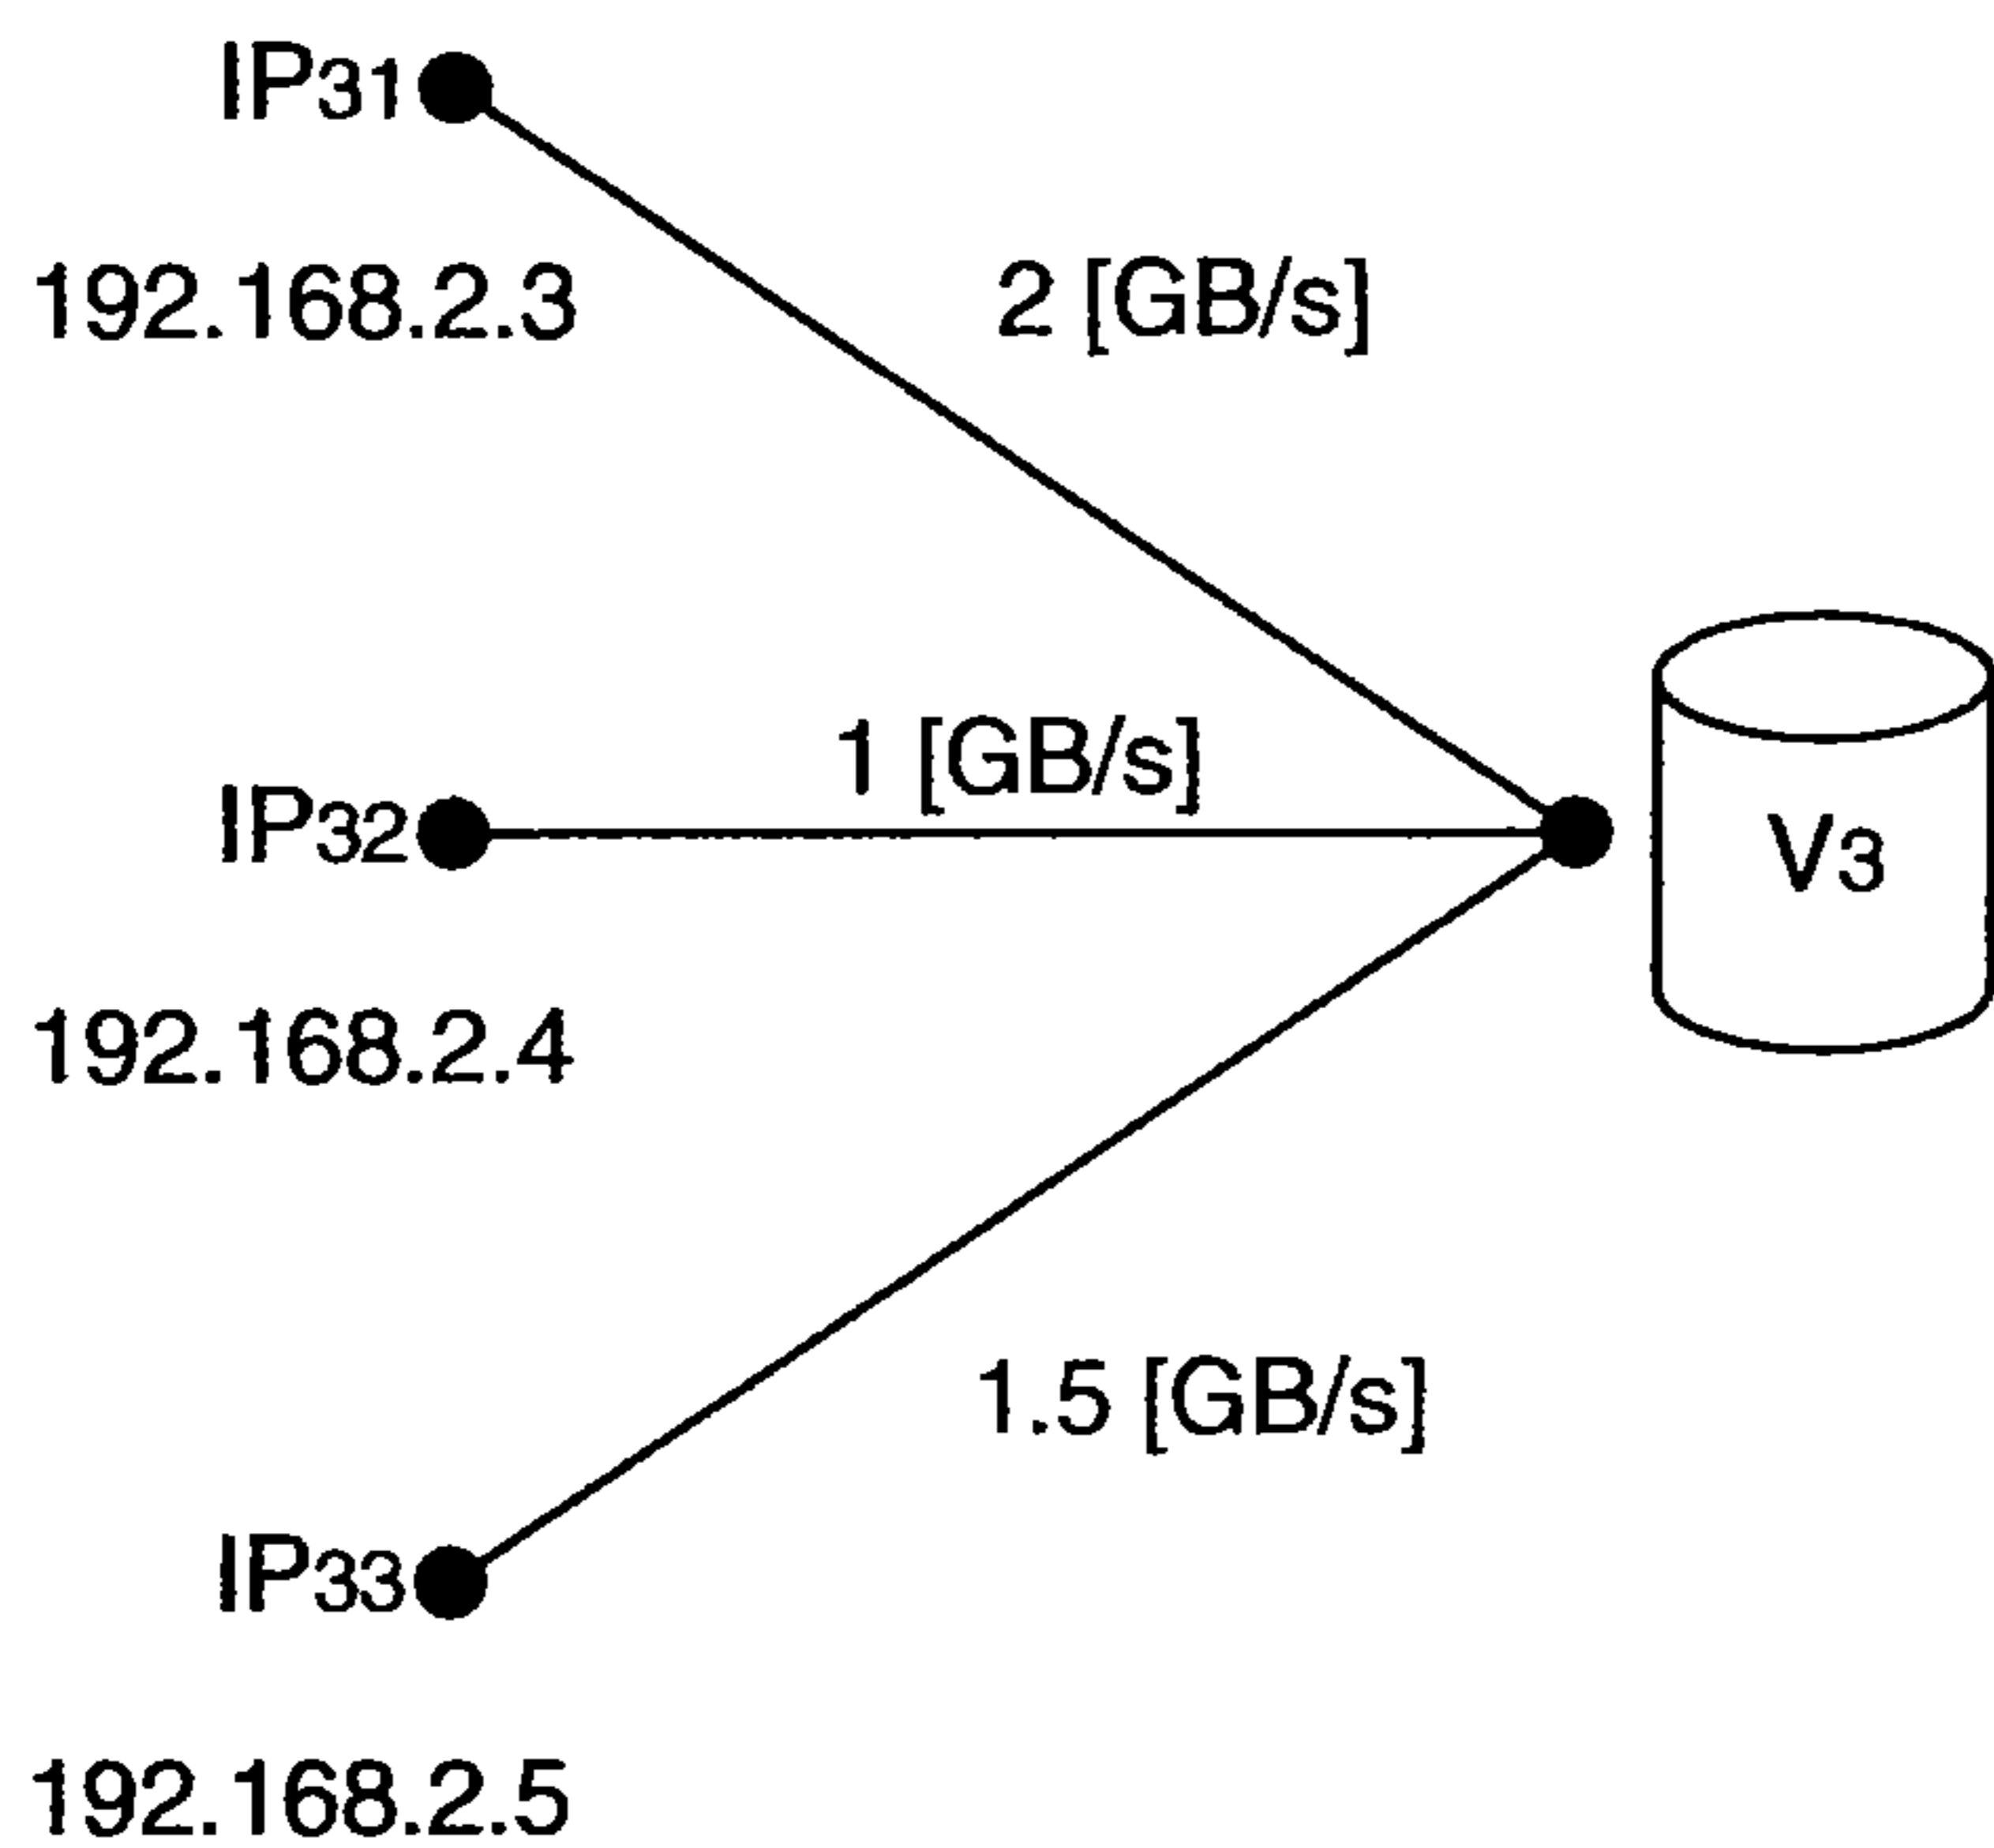 IP31
192.168.2.3
2 [GB/s]
1 [GB/s]
IP32
V3
192.168.2.4
1.5 [GB/s]
IP33
192.168.2.5